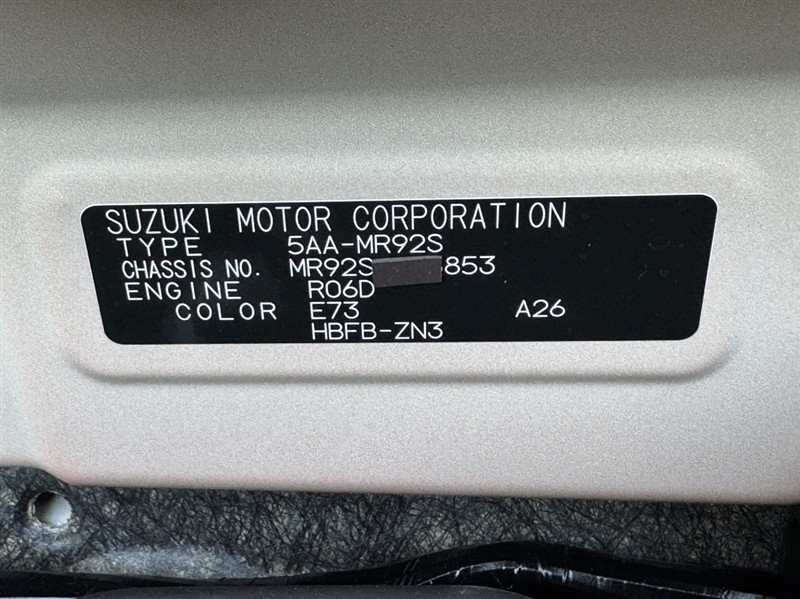 SUZUKI MOTOR CORPORATION
TYPE 5AA-MR92S
CHASSIS NO. MR92S 853
ENGINE R06D
COLOR E73 A26
HBFB-ZN3